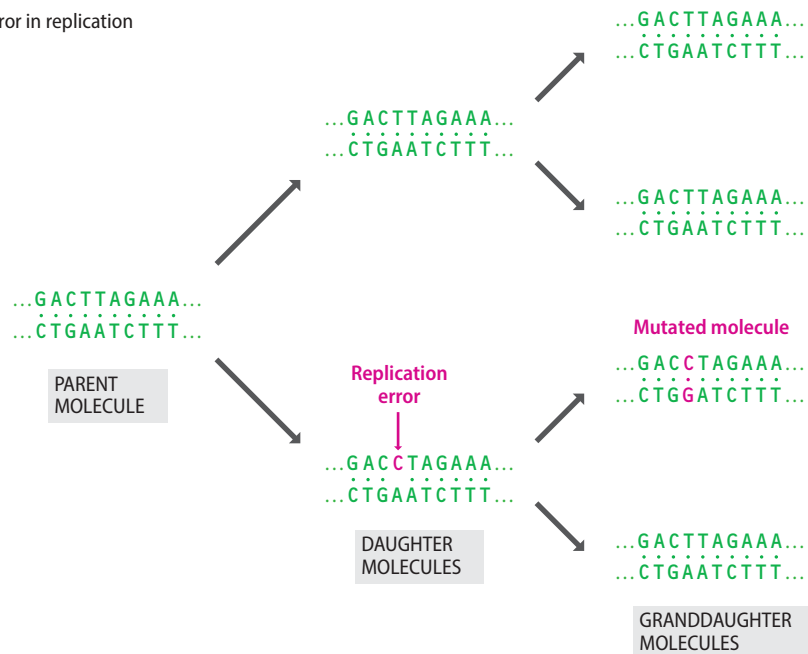 ror in replication
...GACTTAGAAA...
...CTGAATCTTT...
...GACTTAGAAA...
...CTGAATCTTT...
...GACTTAGAAA...
...CTGAATCTTT...
...GACTTAGAAA...
...CTGAATCTTT...
PARENT
MOLECULE
Replication
error
...GACCTAGAAA...
...CTGAATCTTT...
DAUGHTER
MOLECULES
Mutated molecule
...GACCTAGAAA...
...CTGGATCTTT...
...GACTTAGAAA...
...CTGAATCTTT...
GRANDDAUGHTER
MOLECULES